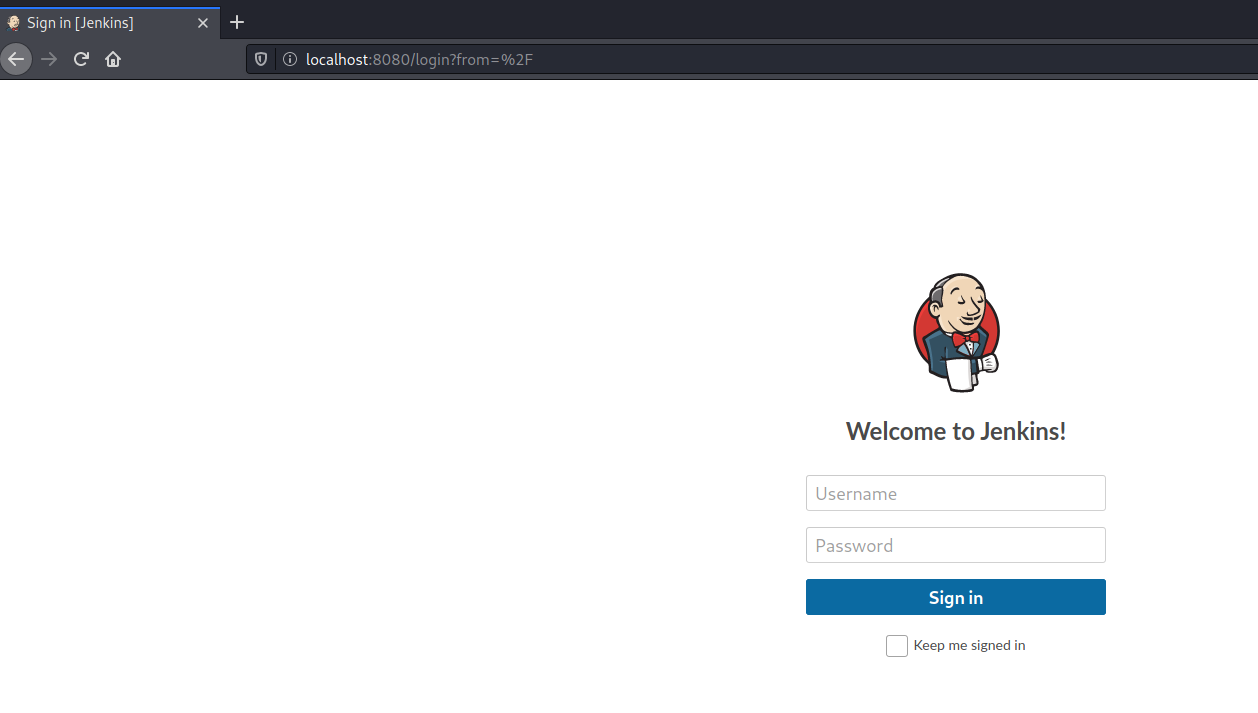 Sign in [Jenkins]
localhost:8080/login?from=%2F
Welcome to Jenkins!
Username
Password
Sign in
Keep me signed in